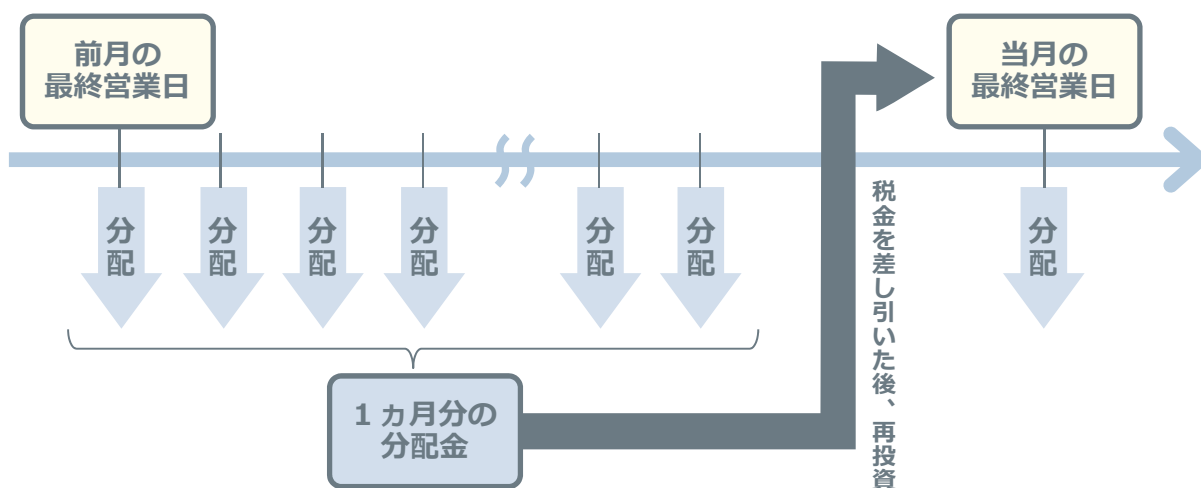 前月の
最終営業日
当月の
最終営業日
分配
分配
分配
分配
分配
分配
分配
税金を差し引いた後、再投資
1ヵ月分の
分配金